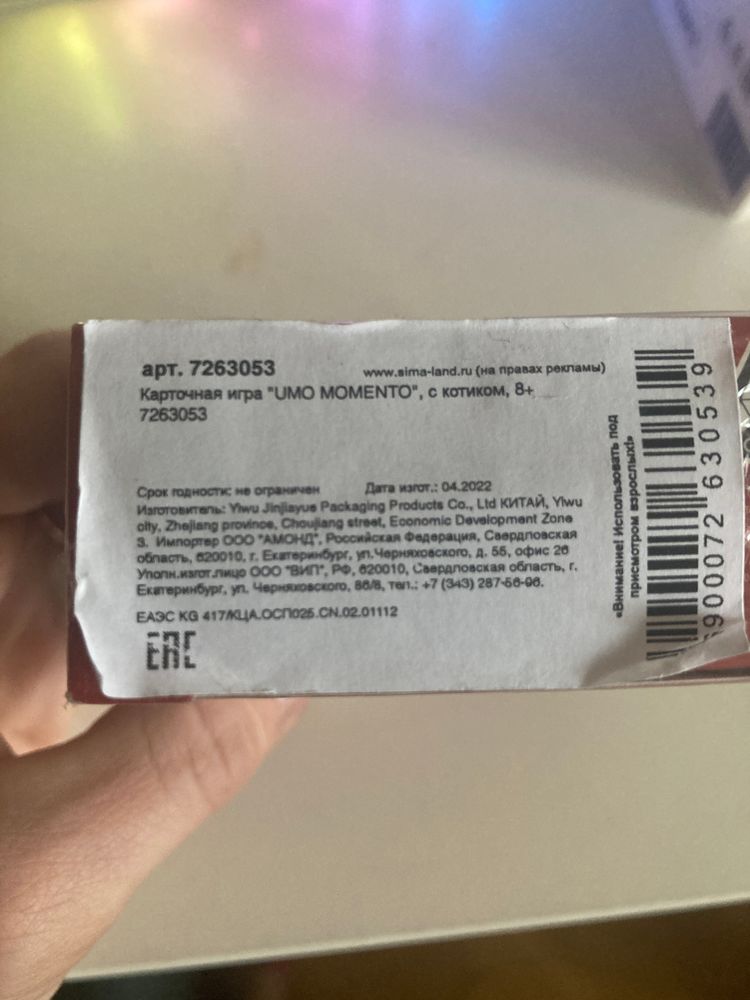 арт. 7263053
www.sima-land.ru (на правах рекламы)
Карточная игра "UMO MOMENTO", с котиком, 8+
7263053
Срок годности: не ограничен Дата изгот.: 04.2022
Изготовитель: Yiwu Jinjiayue Packaging Products Co., Ltd КИТАЙ, Yiwu
city, Zhejiang province, Choujiang street, Economic Development Zone
3. Импортер ООО "АМОНД", Российская Федерация, Свердловская
область, 620010, г. Екатеринбург, ул.Черняховского, д. 55, офис 26
Уполн.изгот.лицо ООО "ВИП", РФ, 620010, Свердловская область, г.
Екатеринбург, ул. Черняховского, 86/8, тел.: +7 (343) 287-56-96.
ЕАЭС KG 417/КЦА.ОСП025.CN.02.01112
EAC
«Внимание! Использовать под
присмотром взрослых!»
6900072 630539